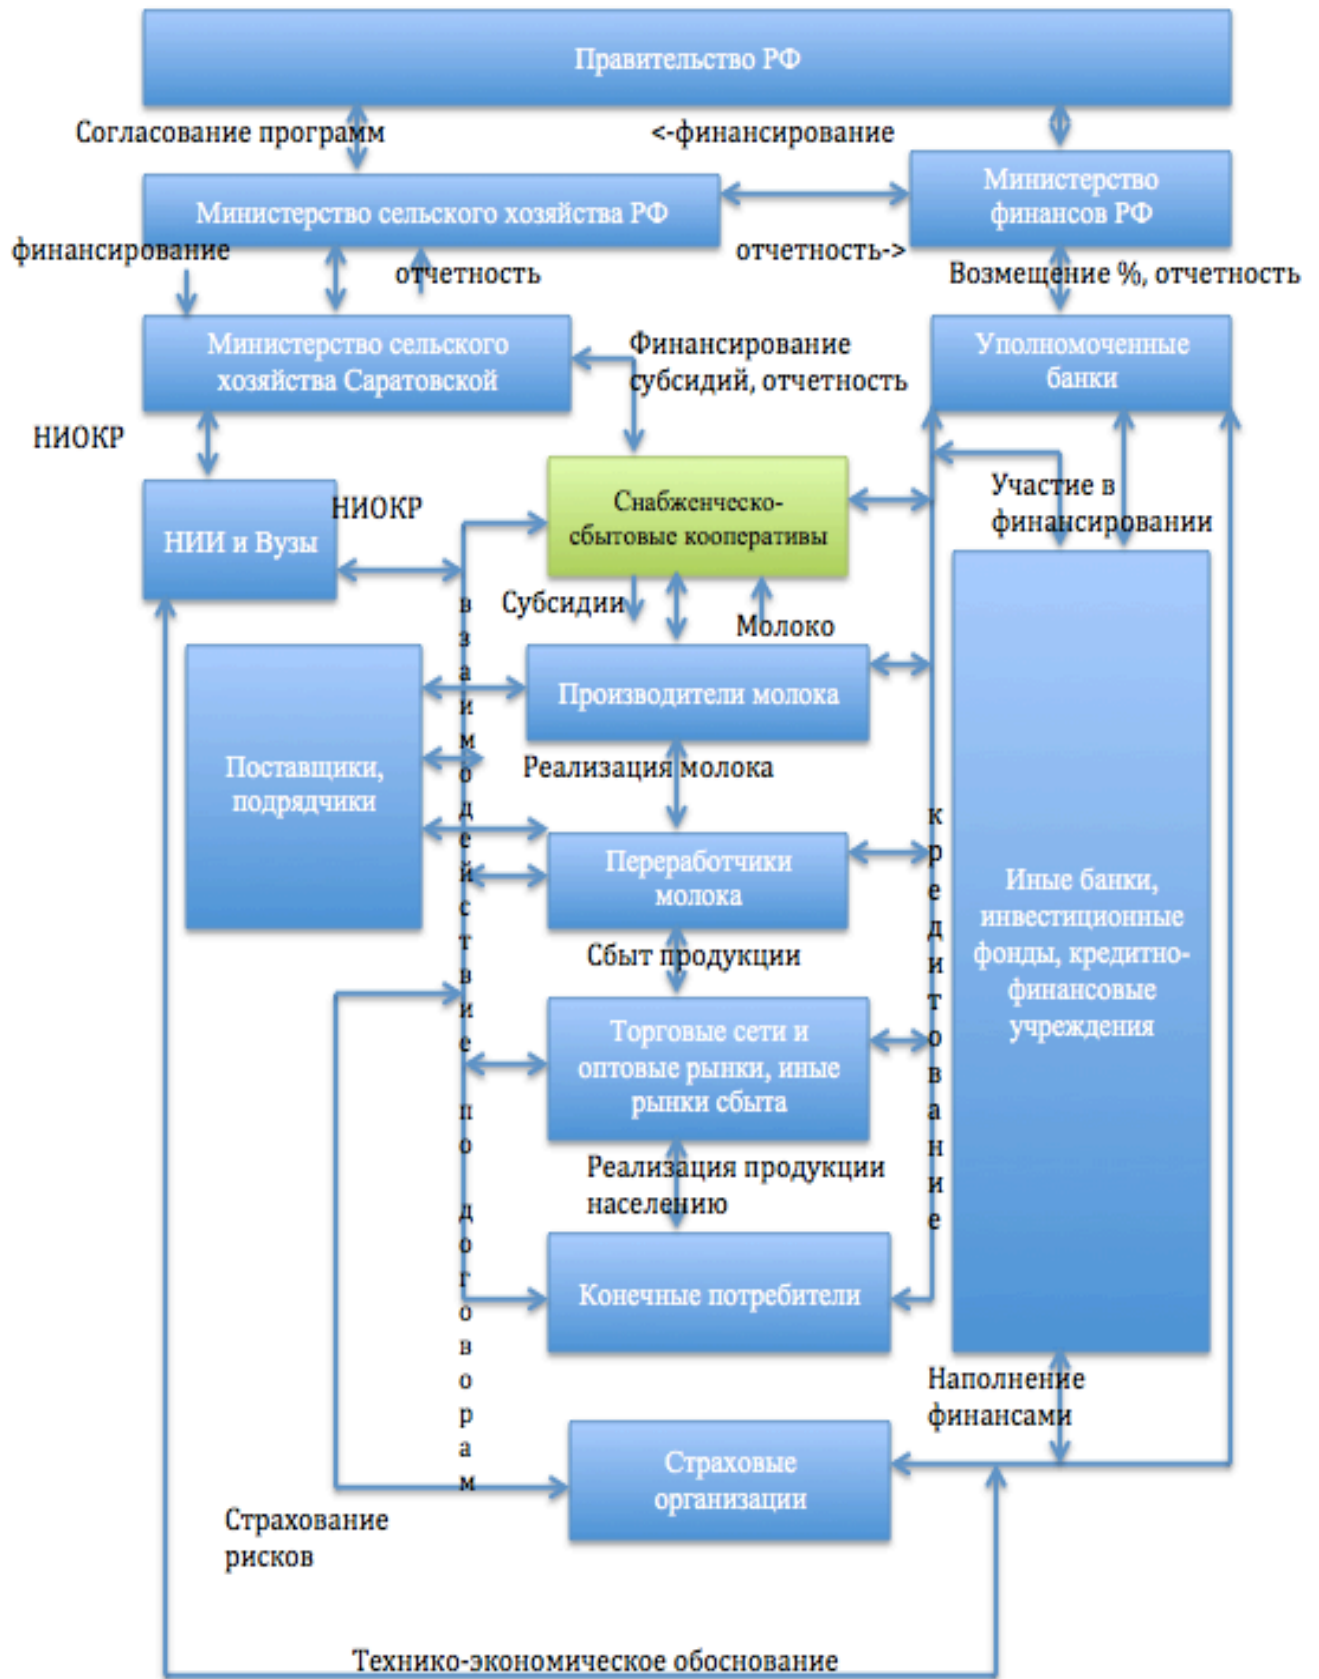 Правительство РФ
Согласование программ
<-финансирование
Министерство сельского хозяйства РФ
Министерство
финансов РФ
финансирование
отчетность
отчетность->
Возмещение %, отчетность
Министерство сельского
хозяйства Саратовской
Финансирование
субсидий, отчетность
Уполномоченные
банки
НИОКР
НИИ и Вузы
НИОКР
Снабженческо-
сбытовые кооперативы
Участие в
финансировании
Субсидии
Молоко
взаимодействие по договорам
Производители молока
Поставщики,
подрядчики
Реализация молока
кредитование
Переработчики
молока
Иные банки,
инвестиционные
фонды, кредитно-
финансовые
учреждения
Сбыт продукции
Торговые сети и
оптовые рынки, иные
рынки сбыта
Реализация продукции
населению
Конечные потребители
Наполнение
финансами
Страховые
организации
Страхование
рисков
Технико-экономическое обоснование